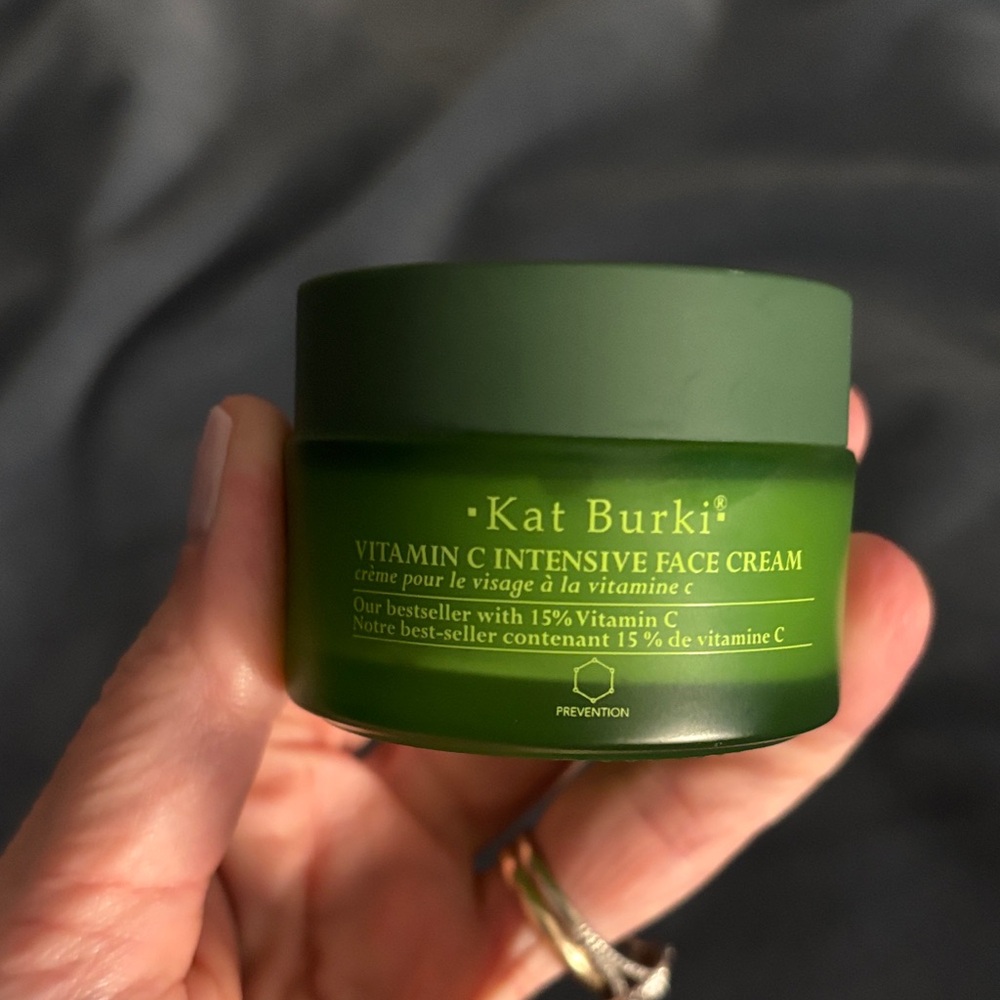 Kat Burki®
VITAMIN C INTENSIVE FACE CREAM
crème pour le visage à la vitamine c
Our bestseller with 15% Vitamin C
Notre best-seller contenant 15 % de vitamine C
PREVENTION